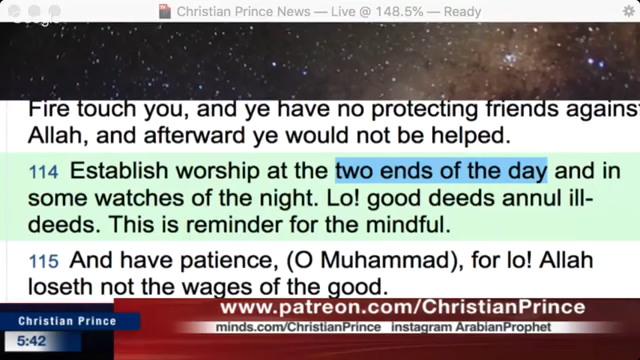 Christian Prince News — Live @ 148.5% — Ready
Google
Fire touch you, and ye have no protecting friends against
Allah, and afterward ye would not be helped.
114 Establish worship at the two ends of the day and in
some watches of the night. Lo! good deeds annul ill-
deeds. This is reminder for the mindful.
115 And have patience, (O Muhammad), for lo! Allah
loseth not the wages of the good.
www.patreon.com/ChristianPrince
Christian Prince
minds.com/ChristianPrince instagram ArabianProphet
5:42